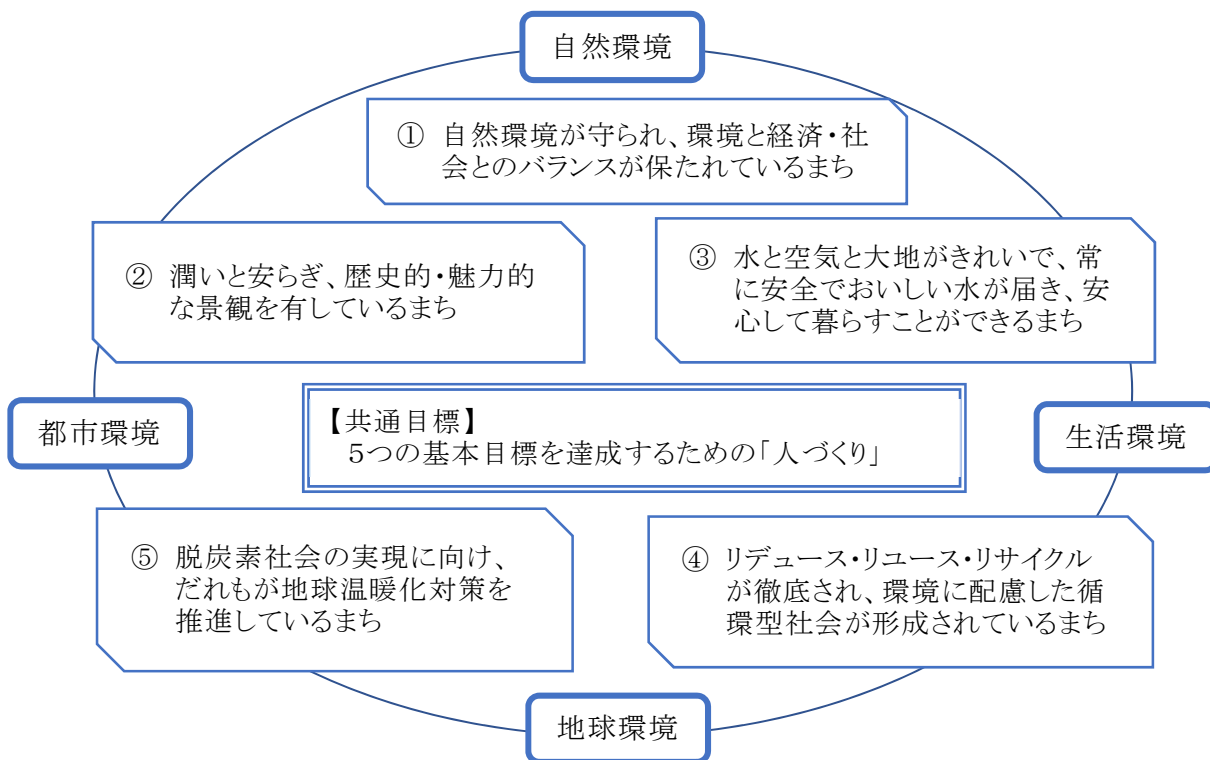 自然環境
① 自然環境が守られ、環境と経済・社
会とのバランスが保たれているまち
② 潤いと安らぎ、歴史的・魅力的
な景観を有しているまち
③ 水と空気と大地がきれいで、常
に安全でおいしい水が届き、安
心して暮らすことができるまち
都市環境
【共通目標】
5つの基本目標を達成するための「人づくり」
生活環境
⑤ 脱炭素社会の実現に向け、
だれもが地球温暖化対策を
推進しているまち
④ リデュース・リユース・リサイクル
が徹底され、環境に配慮した循
環型社会が形成されているまち
地球環境